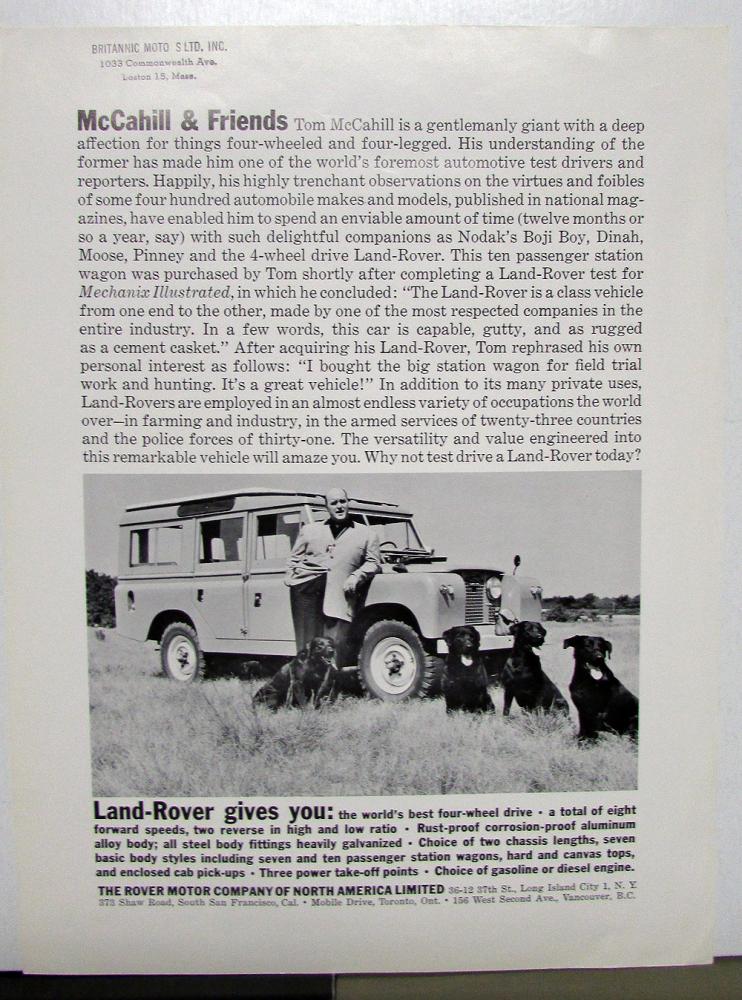 BRITANNIC MOTO S LTD, INC.
1033 Commonwealth Ave.
Boston 15, Mass.
McCahill & Friends Tom McCahill is a gentlemanly giant with a deep
affection for things four-wheeled and four-legged. His understanding of the
former has made him one of the world's foremost automotive test drivers and
reporters. Happily, his highly trenchant observations on the virtues and foibles
of some four hundred automobile makes and models, published in national mag-
azines, have enabled him to spend an enviable amount of time (twelve months or
so a year, say) with such delightful companions as Nodak's Boji Boy, Dinah,
Moose, Pinney and the 4-wheel drive Land-Rover. This ten passenger station
wagon was purchased by Tom shortly after completing a Land-Rover test for
Mechanix Illustrated, in which he concluded: “The Land-Rover is a class vehicle
from one end to the other, made by one of the most respected companies in the
entire industry. In a few words, this car is capable, gutty, and as rugged
as a cement casket.” After acquiring his Land-Rover, Tom rephrased his own
personal interest as follows: “I bought the big station wagon for field trial
work and hunting. It's a great vehicle!” In addition to its many private uses,
Land-Rovers are employed in an almost endless variety of occupations the world
over—in farming and industry, in the armed services of twenty-three countries
and the police forces of thirty-one. The versatility and value engineered into
this remarkable vehicle will amaze you. Why not test drive a Land-Rover today?
Land-Rover gives you: the world's best four-wheel drive • a total of eight
forward speeds, two reverse in high and low ratio • Rust-proof corrosion-proof aluminum
alloy body; all steel body fittings heavily galvanized • Choice of two chassis lengths, seven
basic body styles including seven and ten passenger station wagons, hard and canvas tops,
and enclosed cab pick-ups • Three power take-off points • Choice of gasoline or diesel engine.
THE ROVER MOTOR COMPANY OF NORTH AMERICA LIMITED 36-12 37th St., Long Island City 1, N. Y.
373 Shaw Road, South San Francisco, Cal. • Mobile Drive, Toronto, Ont. • 156 West Second Ave., Vancouver, B.C.